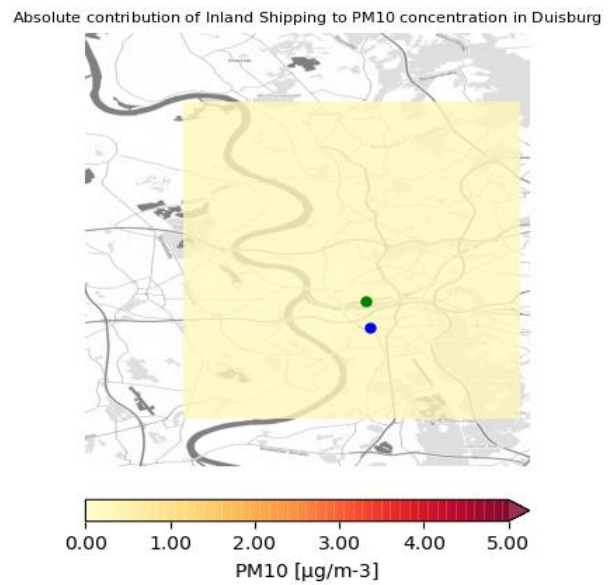 Absolute contribution of Inland Shipping to PM10 concentration in Duisburg
0.00 1.00 2.00 3.00 4.00 5.00
PM10 [µg/m-3]